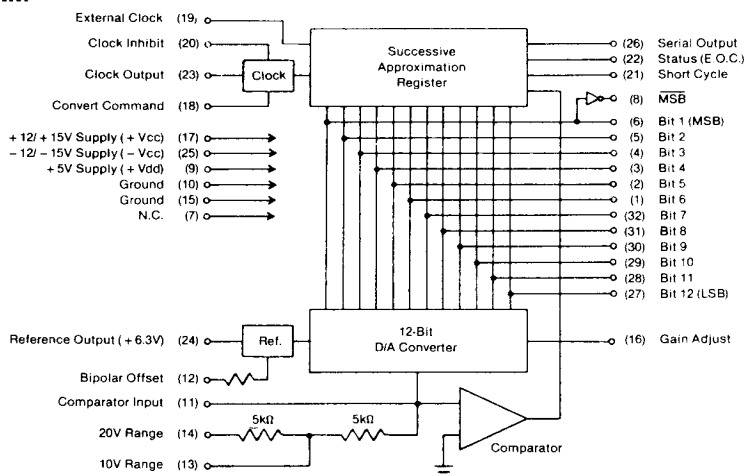 External Clock (19)
Clock Inhibit (20)
Clock Output (23)
Clock
Convert Command (18)
Successive
Approximation
Register
(26) Serial Output
(22) Status (E.O.C.)
(21) Short Cycle
(8) MSB
(6) Bit 1 (MSB)
(5) Bit 2
(4) Bit 3
(3) Bit 4
(2) Bit 5
(1) Bit 6
(32) Bit 7
(31) Bit 8
(30) Bit 9
(29) Bit 10
(28) Bit 11
(27) Bit 12 (LSB)
+ 12/ + 15V Supply ( + Vcc) (17)
− 12/ − 15V Supply ( − Vcc) (25)
+ 5V Supply ( + Vdd) (9)
Ground (10)
Ground (15)
N.C. (7)
Reference Output ( + 6.3V) (24)
Ref.
12-Bit
D/A Converter
(16) Gain Adjust
Bipolar Offset (12)
Comparator Input (11)
5kΩ 5kΩ
20V Range (14)
10V Range (13)
Comparator